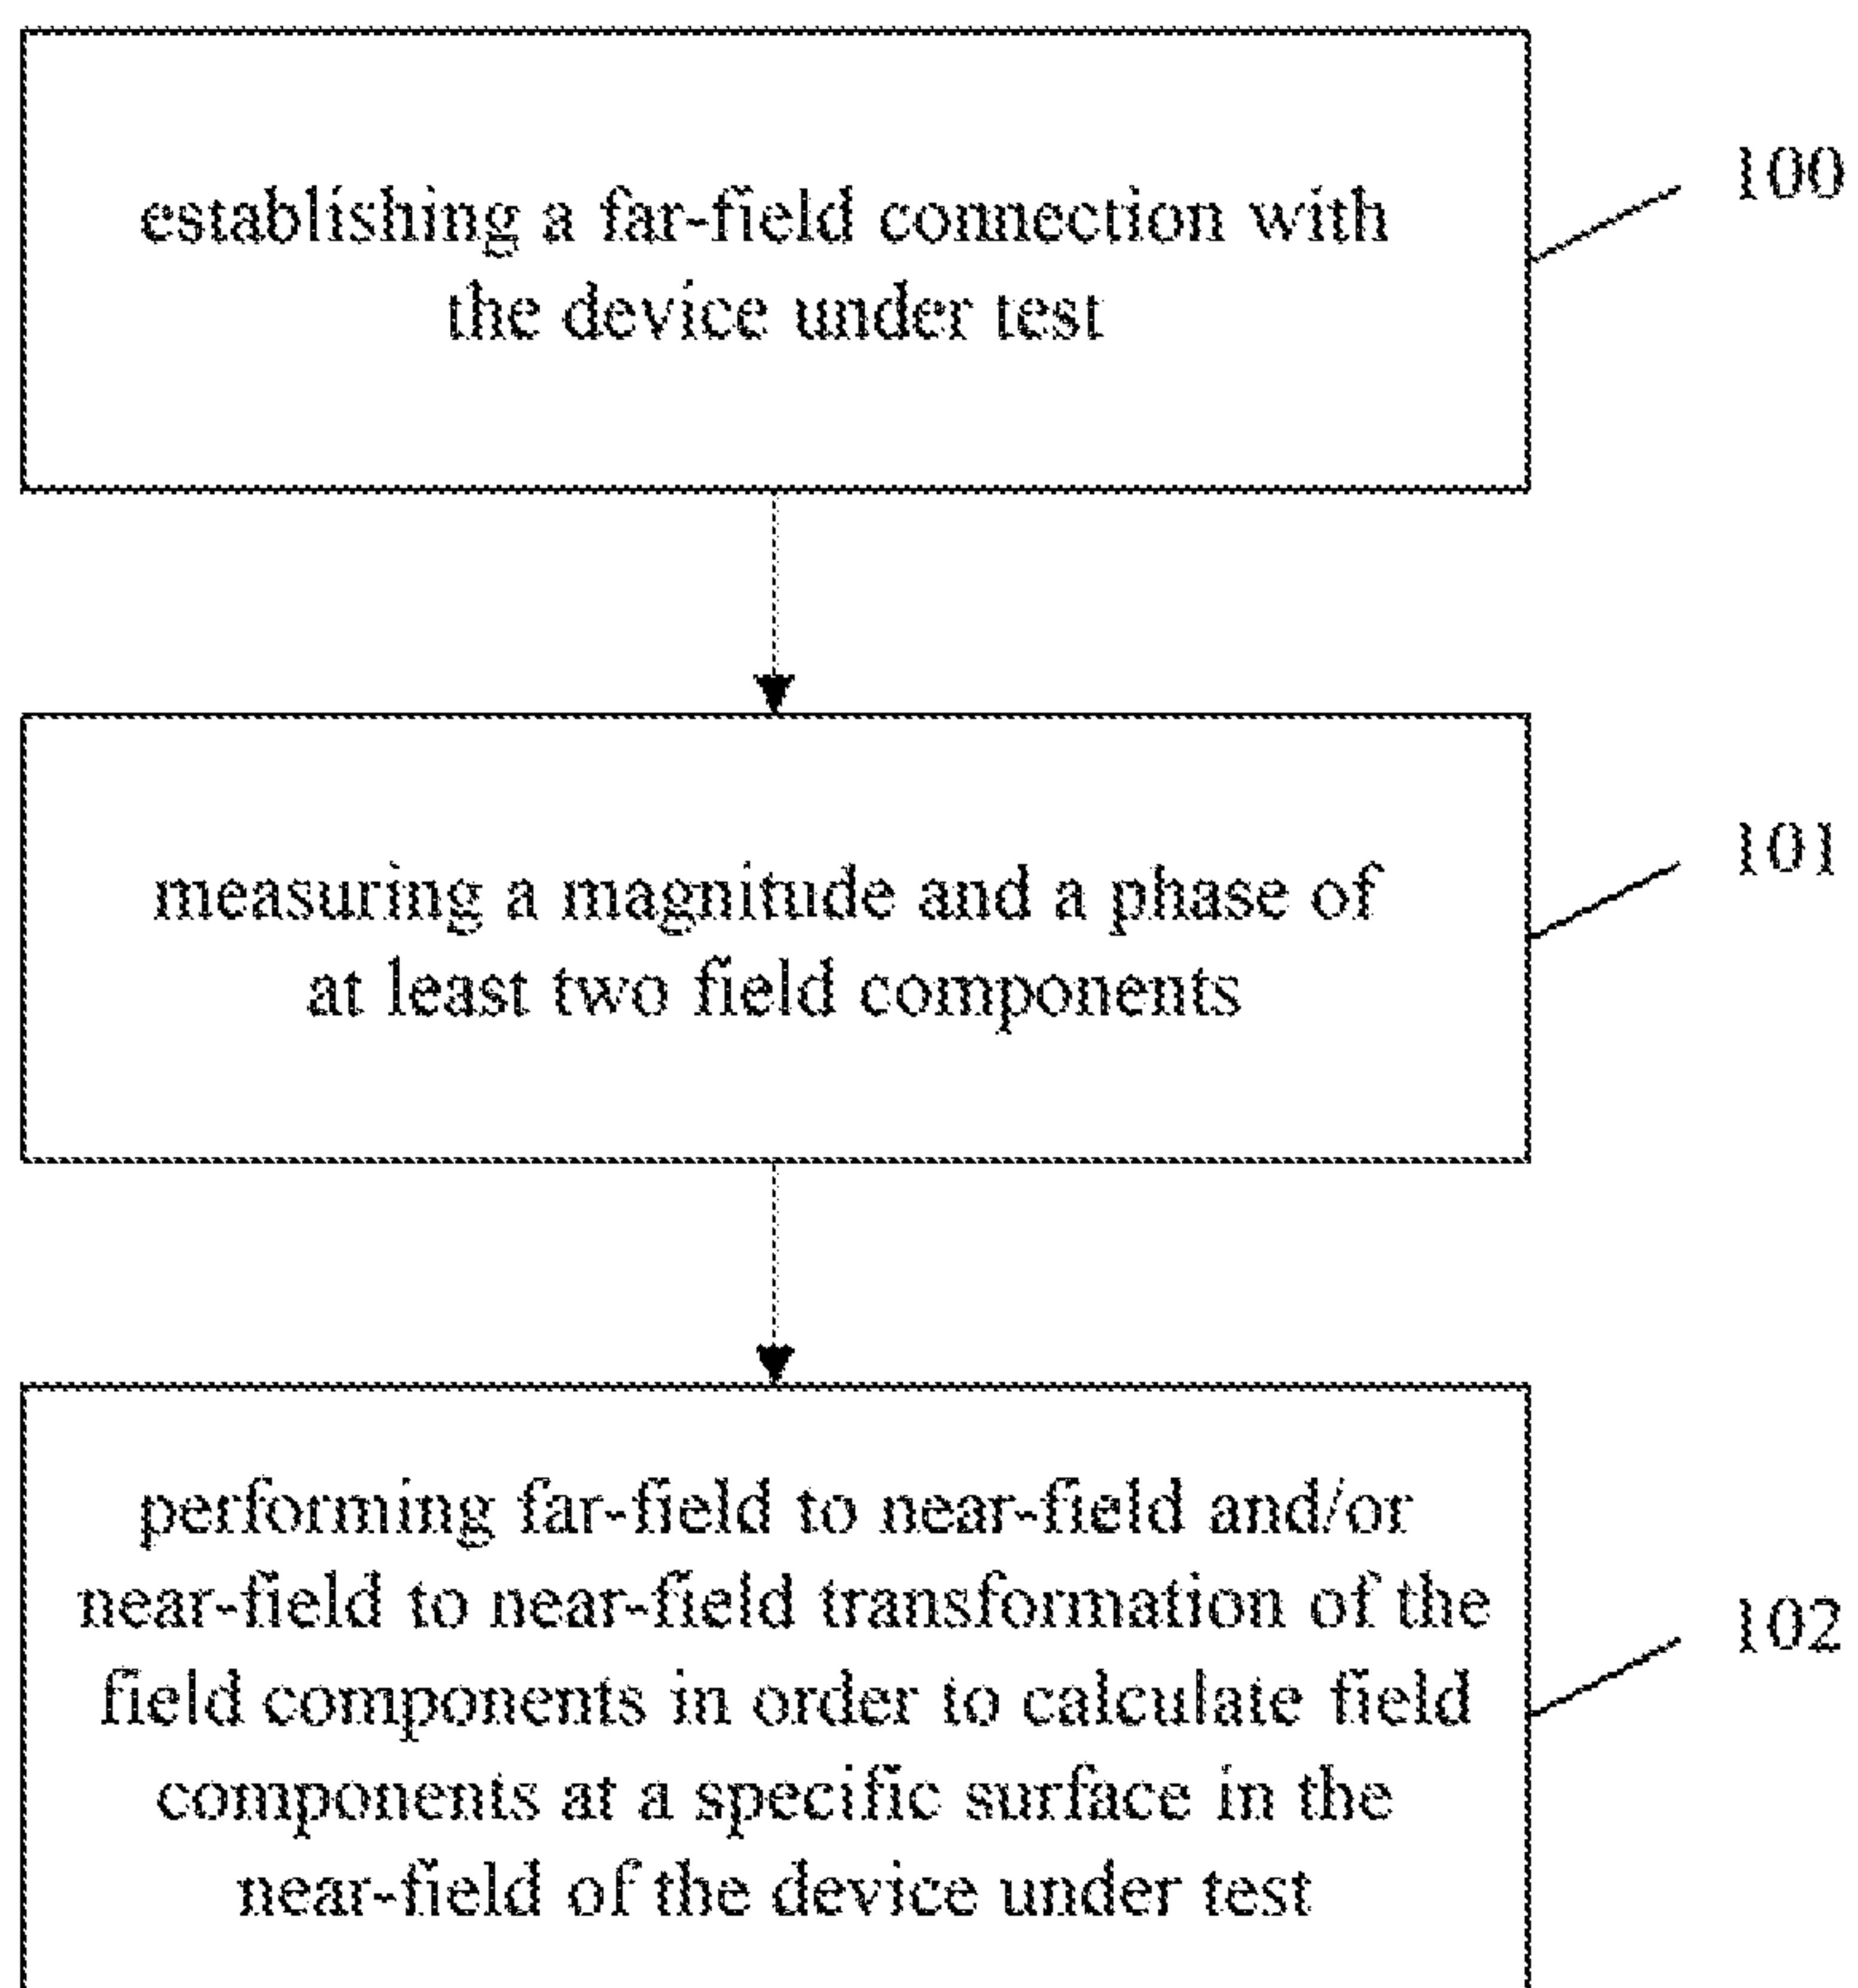 establishing a far-field connection with
the device under test
100
measuring a magnitude and a phase of
at least two field components
101
performing far-field to near-field and/or
near-field to near-field transformation of the
field components in order to calculate field
components at a specific surface in the
near-field of the device under test
102